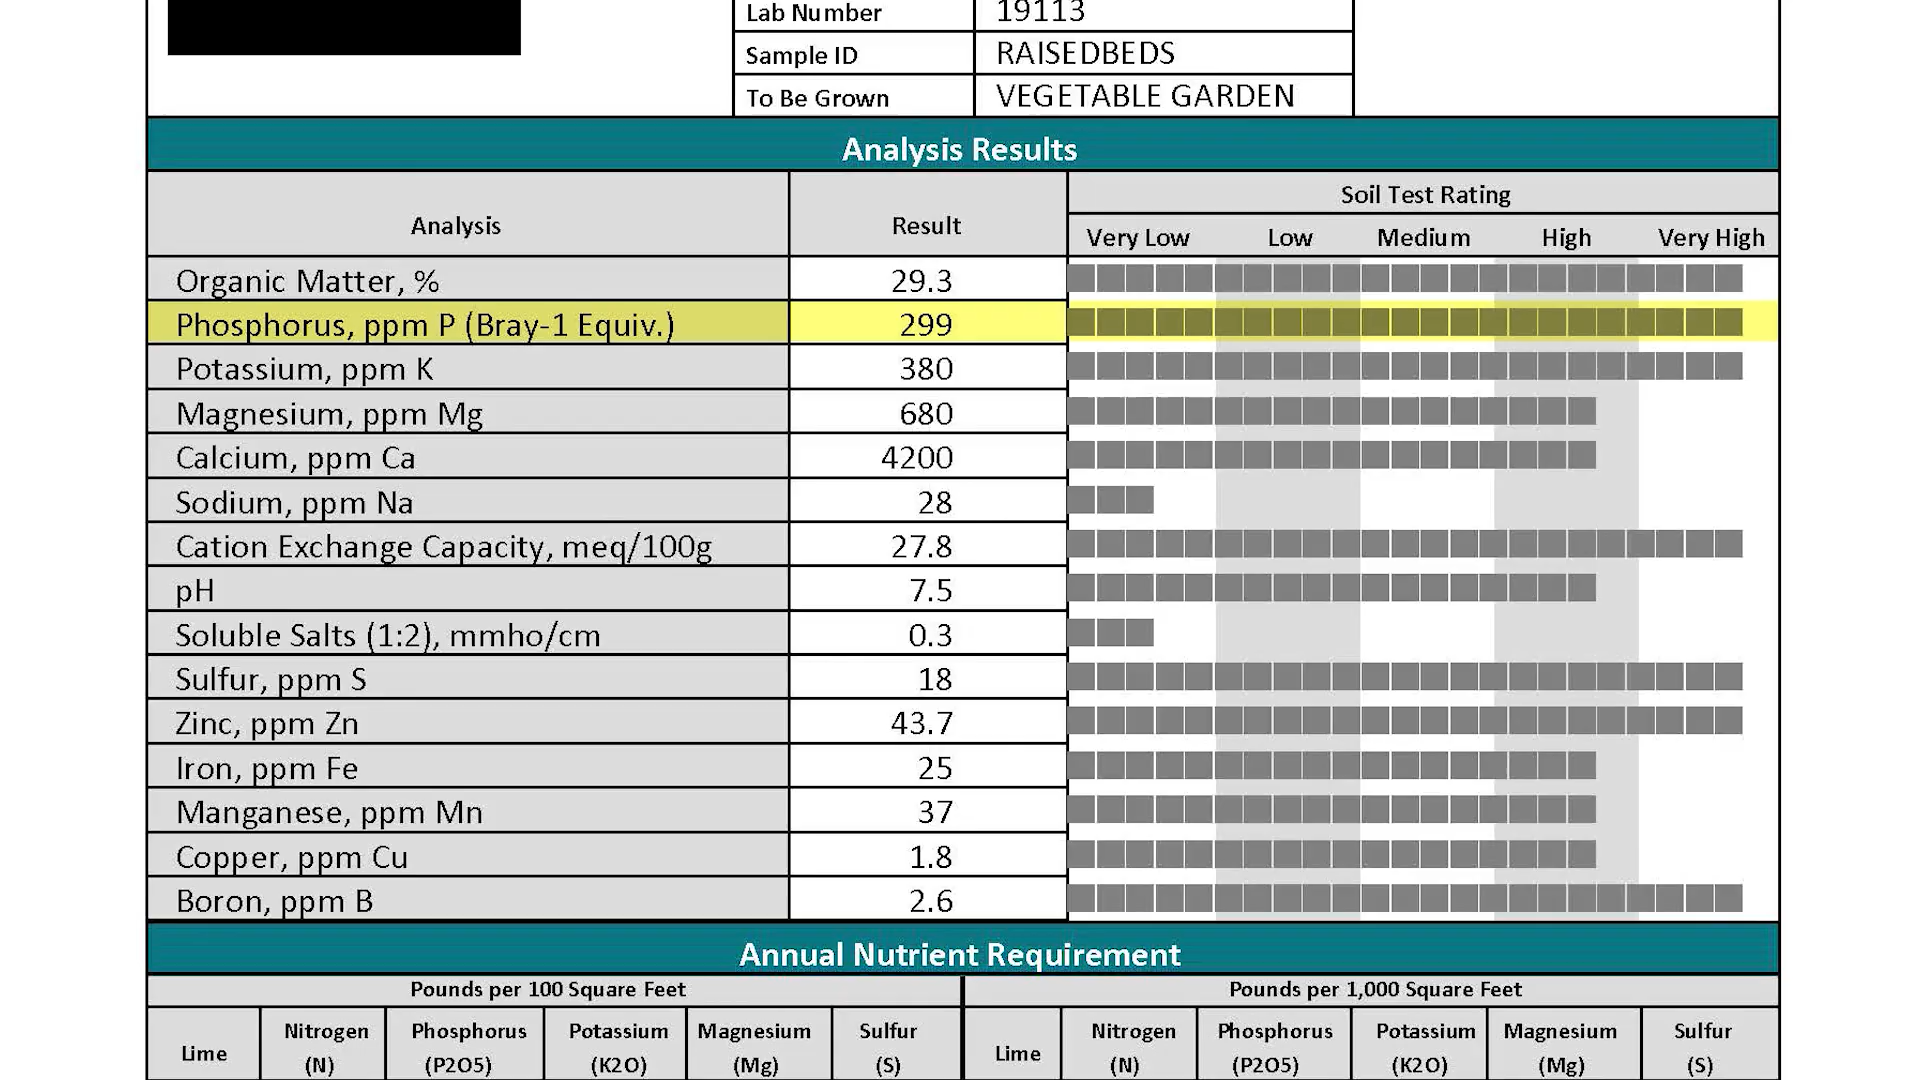 Lab Number 19113
Sample ID RAISEDBEDS
To Be Grown VEGETABLE GARDEN
Analysis Results
Analysis Result Soil Test Rating
Very Low Low Medium High Very High
Organic Matter, % 29.3
Phosphorus, ppm P (Bray-1 Equiv.) 299
Potassium, ppm K 380
Magnesium, ppm Mg 680
Calcium, ppm Ca 4200
Sodium, ppm Na 28
Cation Exchange Capacity, meq/100g 27.8
pH 7.5
Soluble Salts (1:2), mmho/cm 0.3
Sulfur, ppm S 18
Zinc, ppm Zn 43.7
Iron, ppm Fe 25
Manganese, ppm Mn 37
Copper, ppm Cu 1.8
Boron, ppm B 2.6
Annual Nutrient Requirement
Pounds per 100 Square Feet Pounds per 1,000 Square Feet
Lime Nitrogen (N) Phosphorus (P2O5) Potassium (K2O) Magnesium (Mg) Sulfur (S) Lime Nitrogen (N) Phosphorus (P2O5) Potassium (K2O) Magnesium (Mg) Sulfur (S)